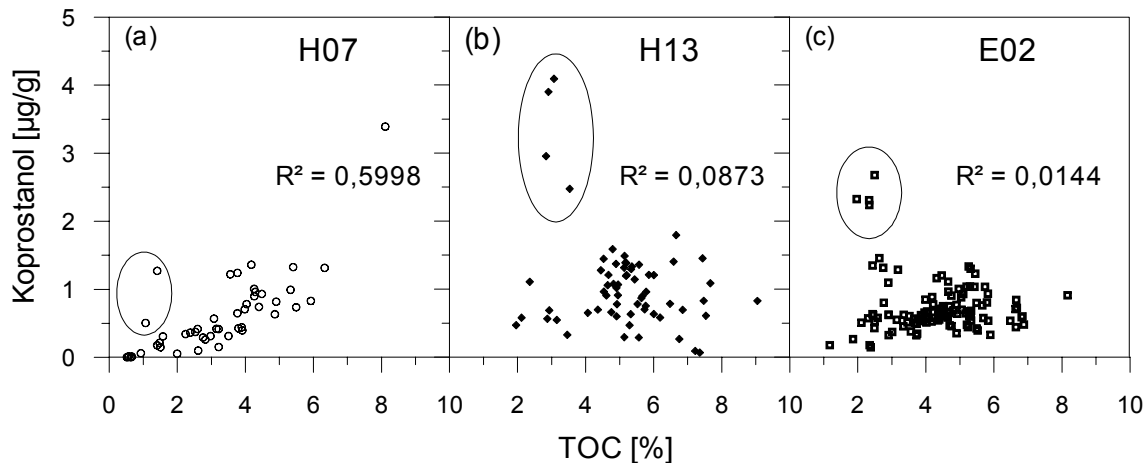 (a)
H07
(b)
H13
(c)
E02
R² = 0,5998
R² = 0,0873
R² = 0,0144
Koprostanol [µg/g]
5
4
3
2
1
0
0 2 4 6 8 10 2 4 6 8 10 2 4 6 8 10
TOC [%]